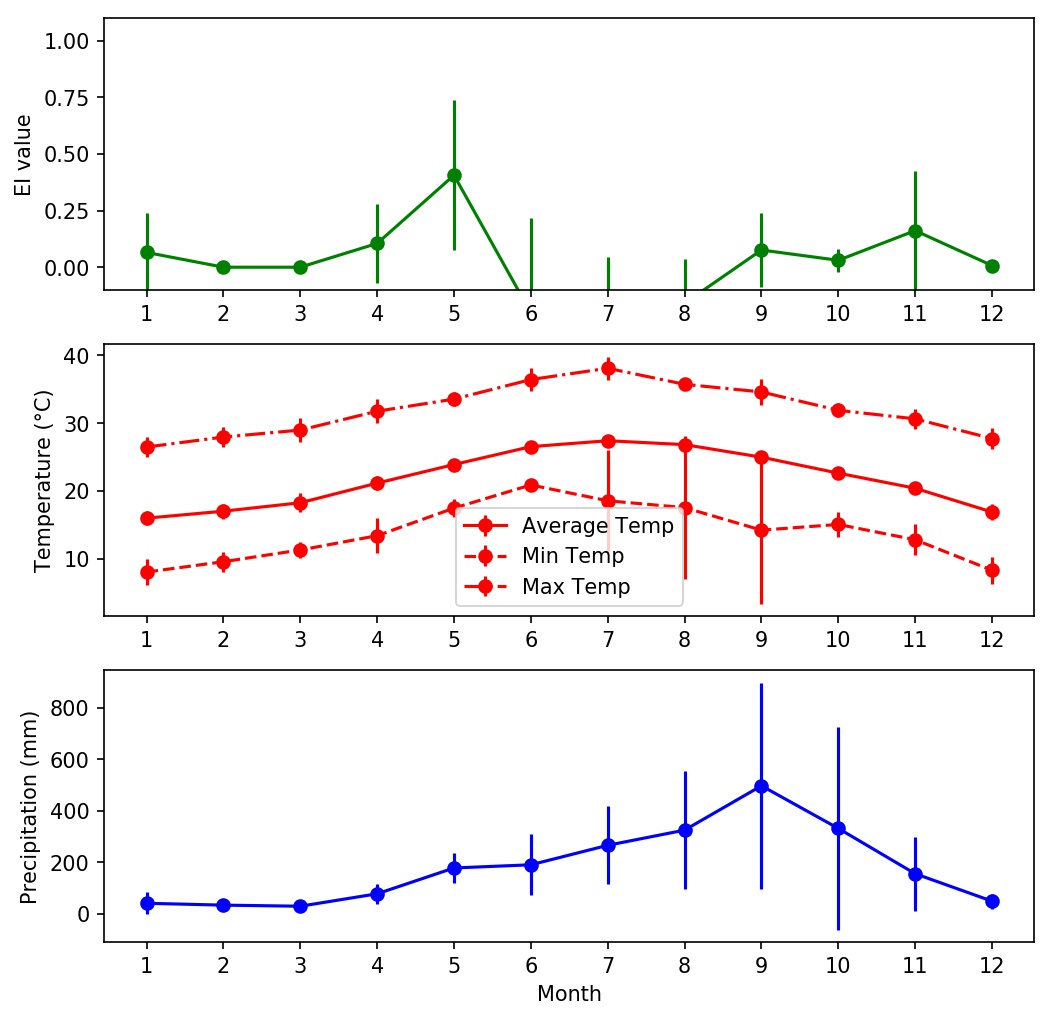 EI value
1.00
0.75
0.50
0.25
0.00
1 2 3 4 5 6 7 8 9 10 11 12
Temperature (°C)
40
30
20
10
Average Temp
Min Temp
Max Temp
1 2 3 4 5 6 7 8 9 10 11 12
Precipitation (mm)
800
600
400
200
0
1 2 3 4 5 6 7 8 9 10 11 12
Month